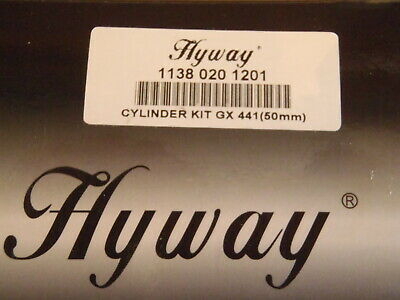 Hyway®
1138 020 1201
CYLINDER KIT GX 441(50mm)
Hyway®